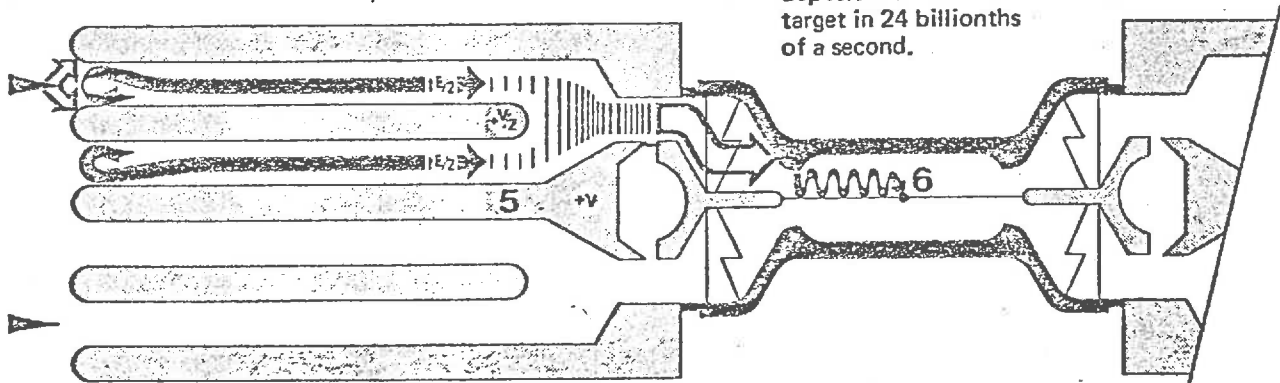 target in 24 billionths
of a second.
E/2
+V/2
E/2
6
5
+V